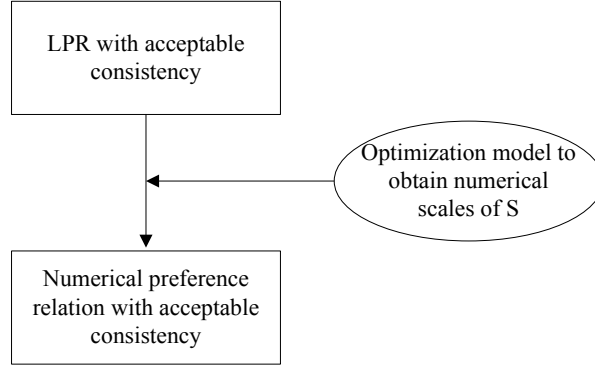 LPR with acceptable
consistency
Optimization model to
obtain numerical
scales of S
Numerical preference
relation with acceptable
consistency